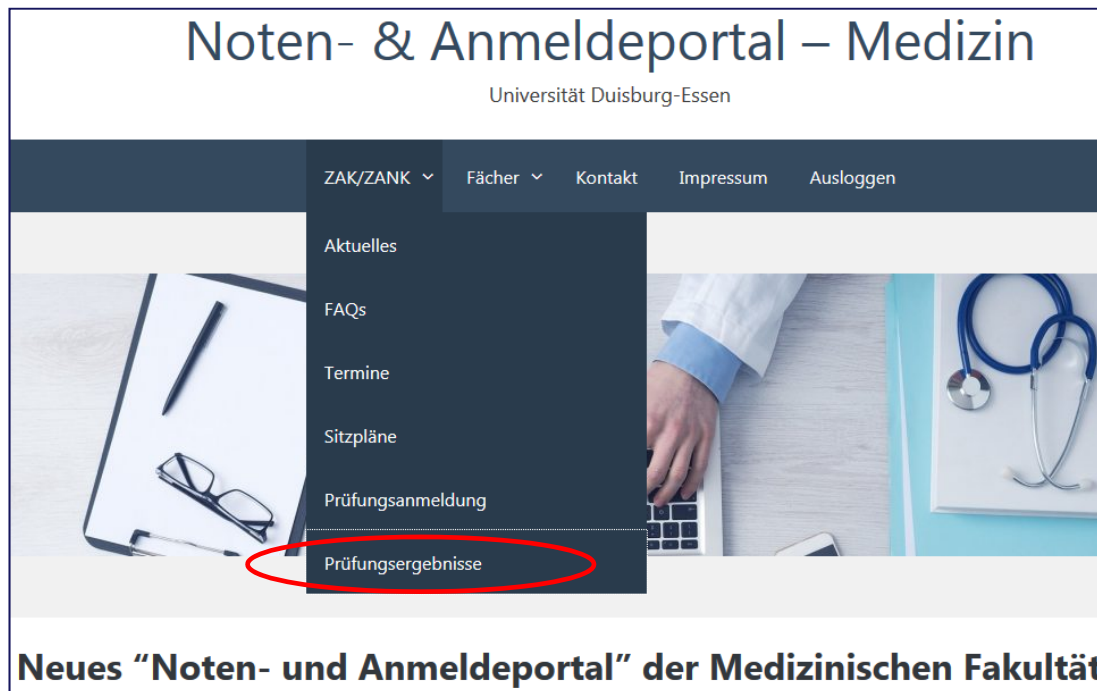 Noten- & Anmeldeportal – Medizin
Universität Duisburg-Essen
ZAK/ZANK Fächer Kontakt Impressum Ausloggen
Aktuelles
FAQs
Termine
Sitzpläne
Prüfungsanmeldung
Prüfungsergebnisse
Neues “Noten- und Anmeldeportal” der Medizinischen Fakultät